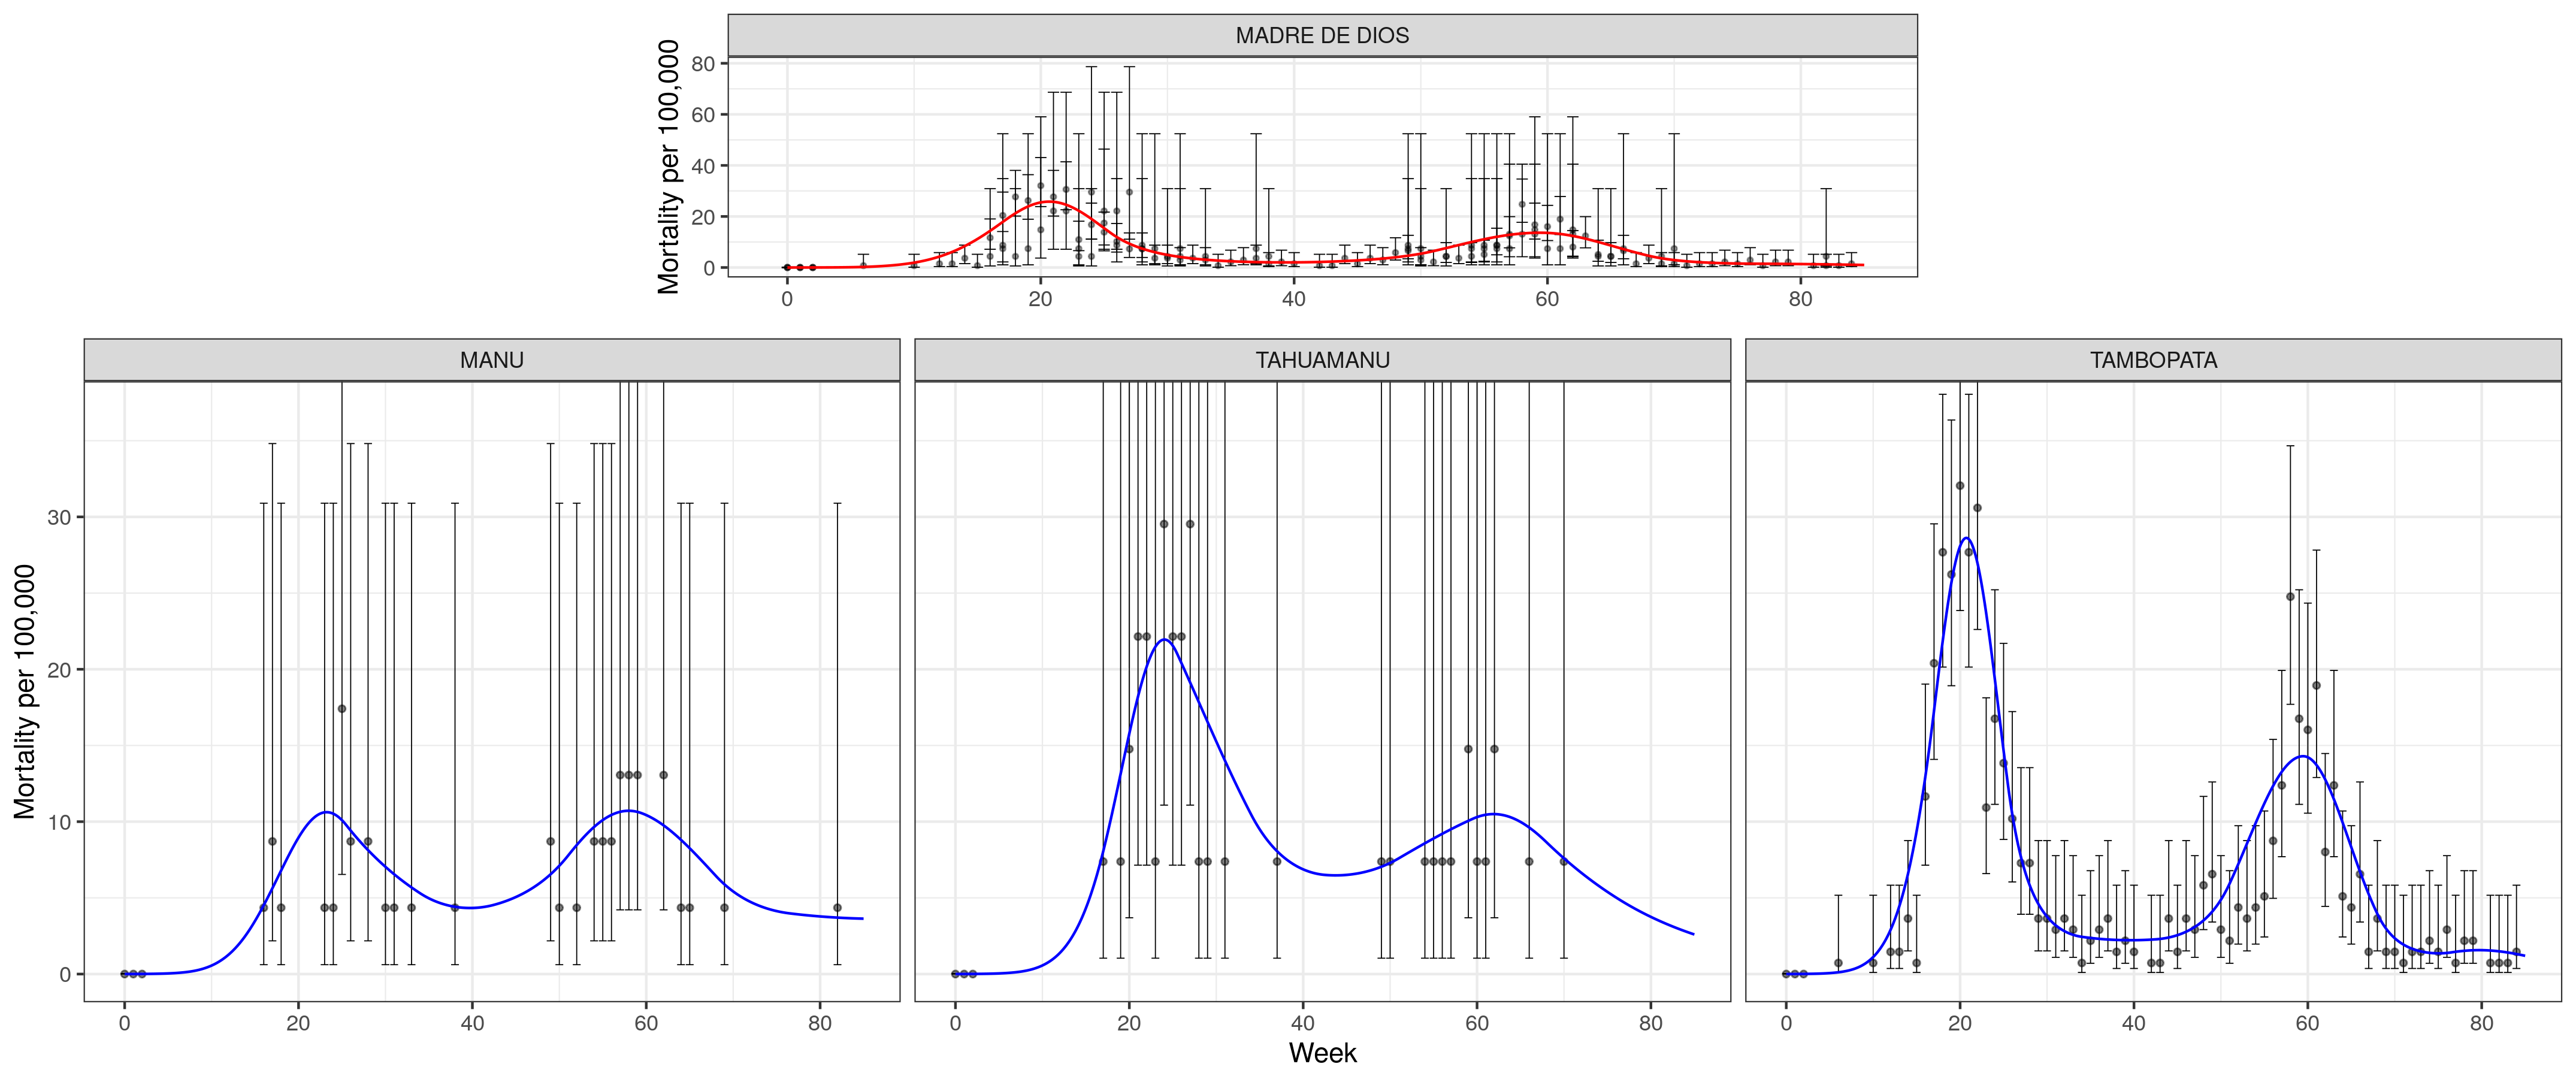 MADRE DE DIOS
Mortality per 100,000
80
60
40
20
0
0 20 40 60 80
MANU TAHUAMANU TAMBOPATA
Mortality per 100,000
30
20
10
0
0 20 40 60 80 0 20 40 60 80 0 20 40 60 80
Week